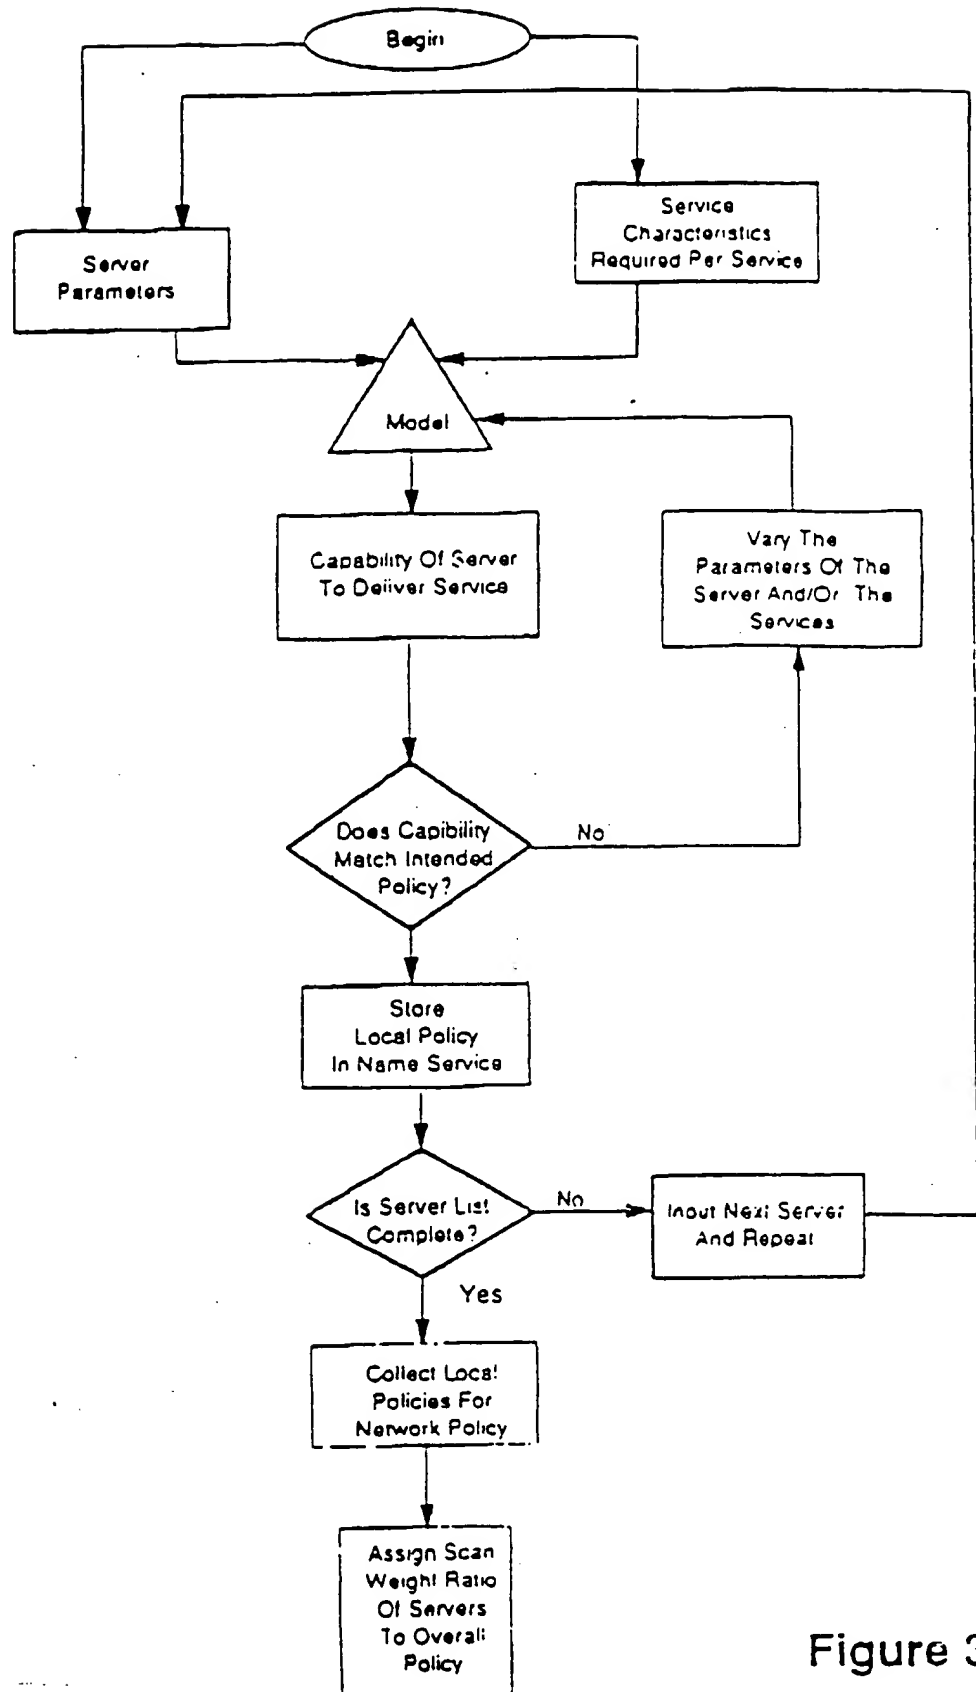 Begin
Service
Characteristics
Required Per Service
Server
Parameters
Model
Capability Of Server
To Deliver Service
Vary The
Parameters Of The
Server And/Or The
Services
Does Capibility
Match Intended
Policy?
No
Store
Local Policy
In Name Service
Is Server List
Complete?
No
Input Next Server
And Repeat
Yes
Collect Local
Policies For
Network Policy
Assign Scan
Weight Ratio
Of Servers
To Overall
Policy
Figure 3